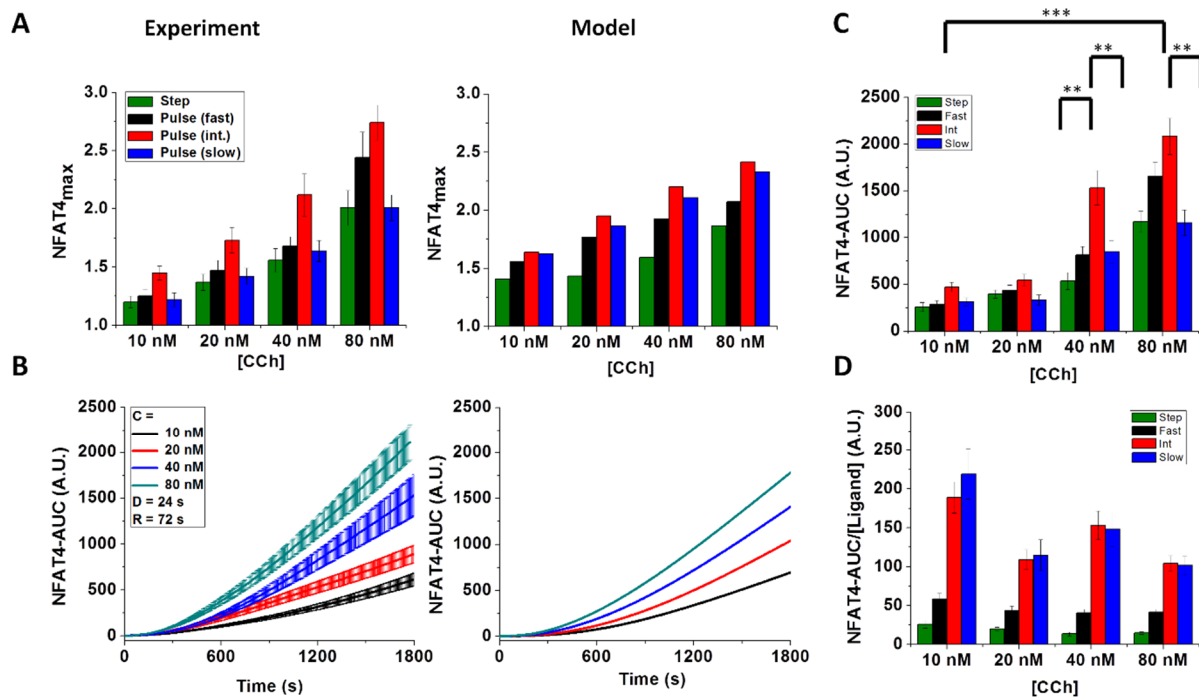 A
Experiment
Model
NFAT4max
3.0
2.5
2.0
1.5
1.0
Step
Pulse (fast)
Pulse (int.)
Pulse (slow)
10 nM 20 nM 40 nM 80 nM
[CCh]
NFAT4max
3.0
2.5
2.0
1.5
1.0
10 nM 20 nM 40 nM 80 nM
[CCh]
B
NFAT4-AUC (A.U.)
2500
2000
1500
1000
500
0
C =
10 nM
20 nM
40 nM
80 nM
D = 24 s
R = 72 s
0 600 1200 1800
Time (s)
NFAT4-AUC (A.U.)
2500
2000
1500
1000
500
0
0 600 1200 1800
Time (s)
C
***
**
**
**
NFAT4-AUC (A.U.)
2500
2000
1500
1000
500
0
Step
Fast
Int
Slow
10 nM 20 nM 40 nM 80 nM
[CCh]
D
NFAT4-AUC/[Ligand] (A.U.)
300
250
200
150
100
50
0
Step
Fast
Int
Slow
10 nM 20 nM 40 nM 80 nM
[CCh]